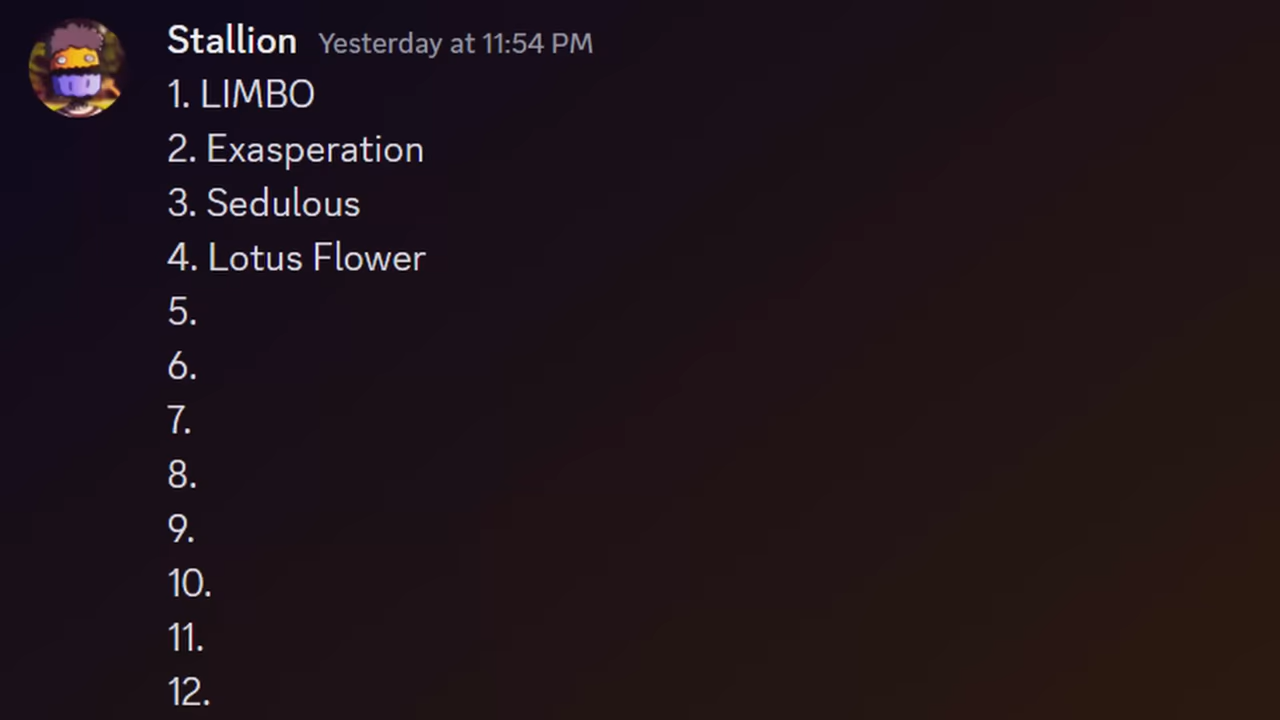 Stallion Yesterday at 11:54 PM
1. LIMBO
2. Exasperation
3. Sedulous
4. Lotus Flower
5.
6.
7.
8.
9.
10.
11.
12.